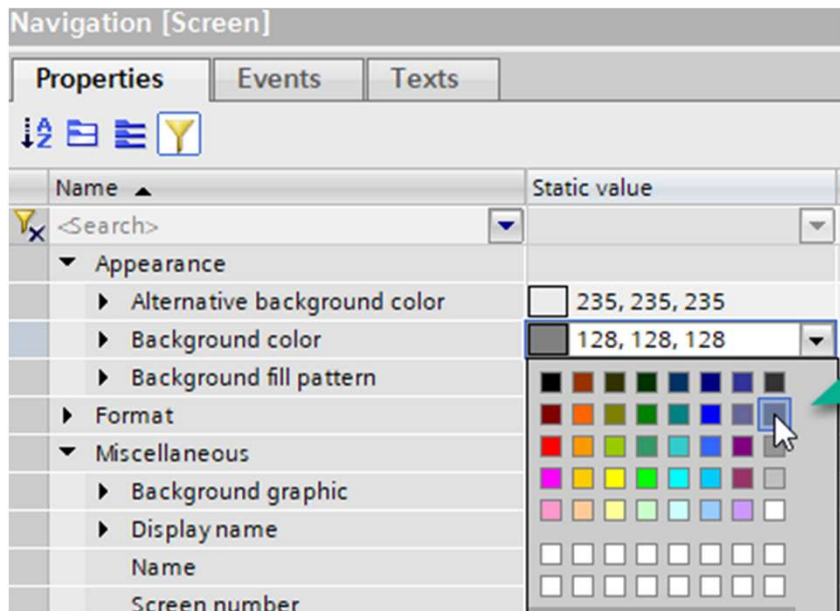 Navigation [Screen]
Properties Events Texts
Name Static value
<Search>
Appearance
Alternative background color 235, 235, 235
Background color 128, 128, 128
Background fill pattern
Format
Miscellaneous
Background graphic
Display name
Name
Screen number